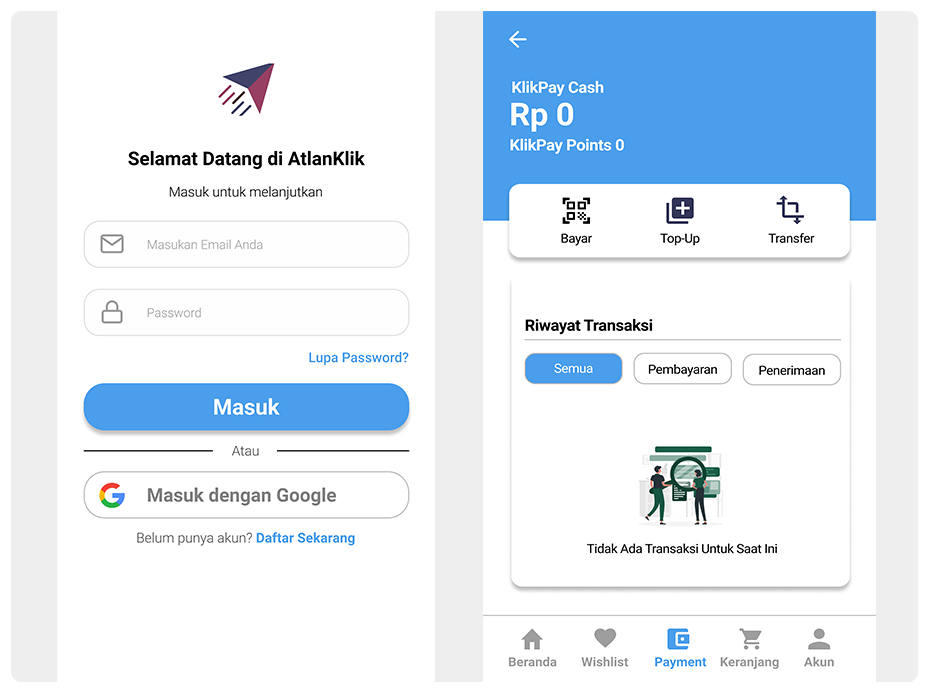 Selamat Datang di AtlanKlik
Masuk untuk melanjutkan
Masukan Email Anda
Password
Lupa Password?
Masuk
Atau
Masuk dengan Google
Belum punya akun? Daftar Sekarang
KlikPay Cash
Rp 0
KlikPay Points 0
Bayar
Top-Up
Transfer
Riwayat Transaksi
Semua
Pembayaran
Penerimaan
Tidak Ada Transaksi Untuk Saat Ini
Beranda
Wishlist
Payment
Keranjang
Akun